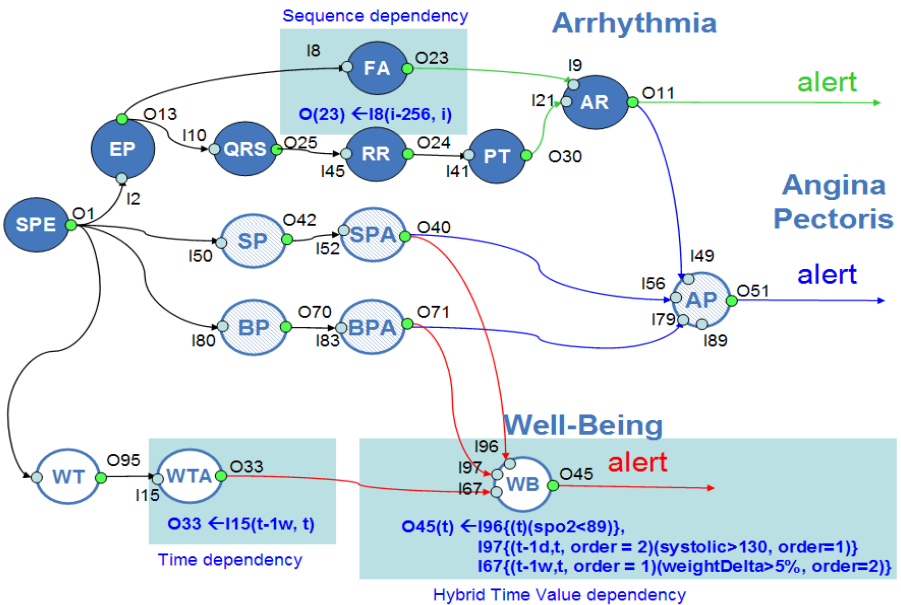 Sequence dependency
Arrhythmia
I8
FA
O23
I9
alert
O(23) ←I8(i-256, i)
I21
AR
O11
O13
EP
I10
QRS
O25
I45
RR
O24
I41
PT
O30
I2
SPE
O1
Angina
Pectoris
I50
SP
O42
I52
SPA
O40
I49
alert
I56
AP
O51
I79
I89
I80
BP
O70
I83
BPA
O71
Well-Being
WT
O95
I15
WTA
O33
I96
I97
I67
WB
O45
alert
O33 ←I15(t-1w, t)
O45(t) ←I96{(t)(spo2<89)},
I97{(t-1d,t, order = 2)(systolic>130, order=1)}
I67{(t-1w,t, order = 1)(weightDelta>5%, order=2)}
Time dependency
Hybrid Time Value dependency